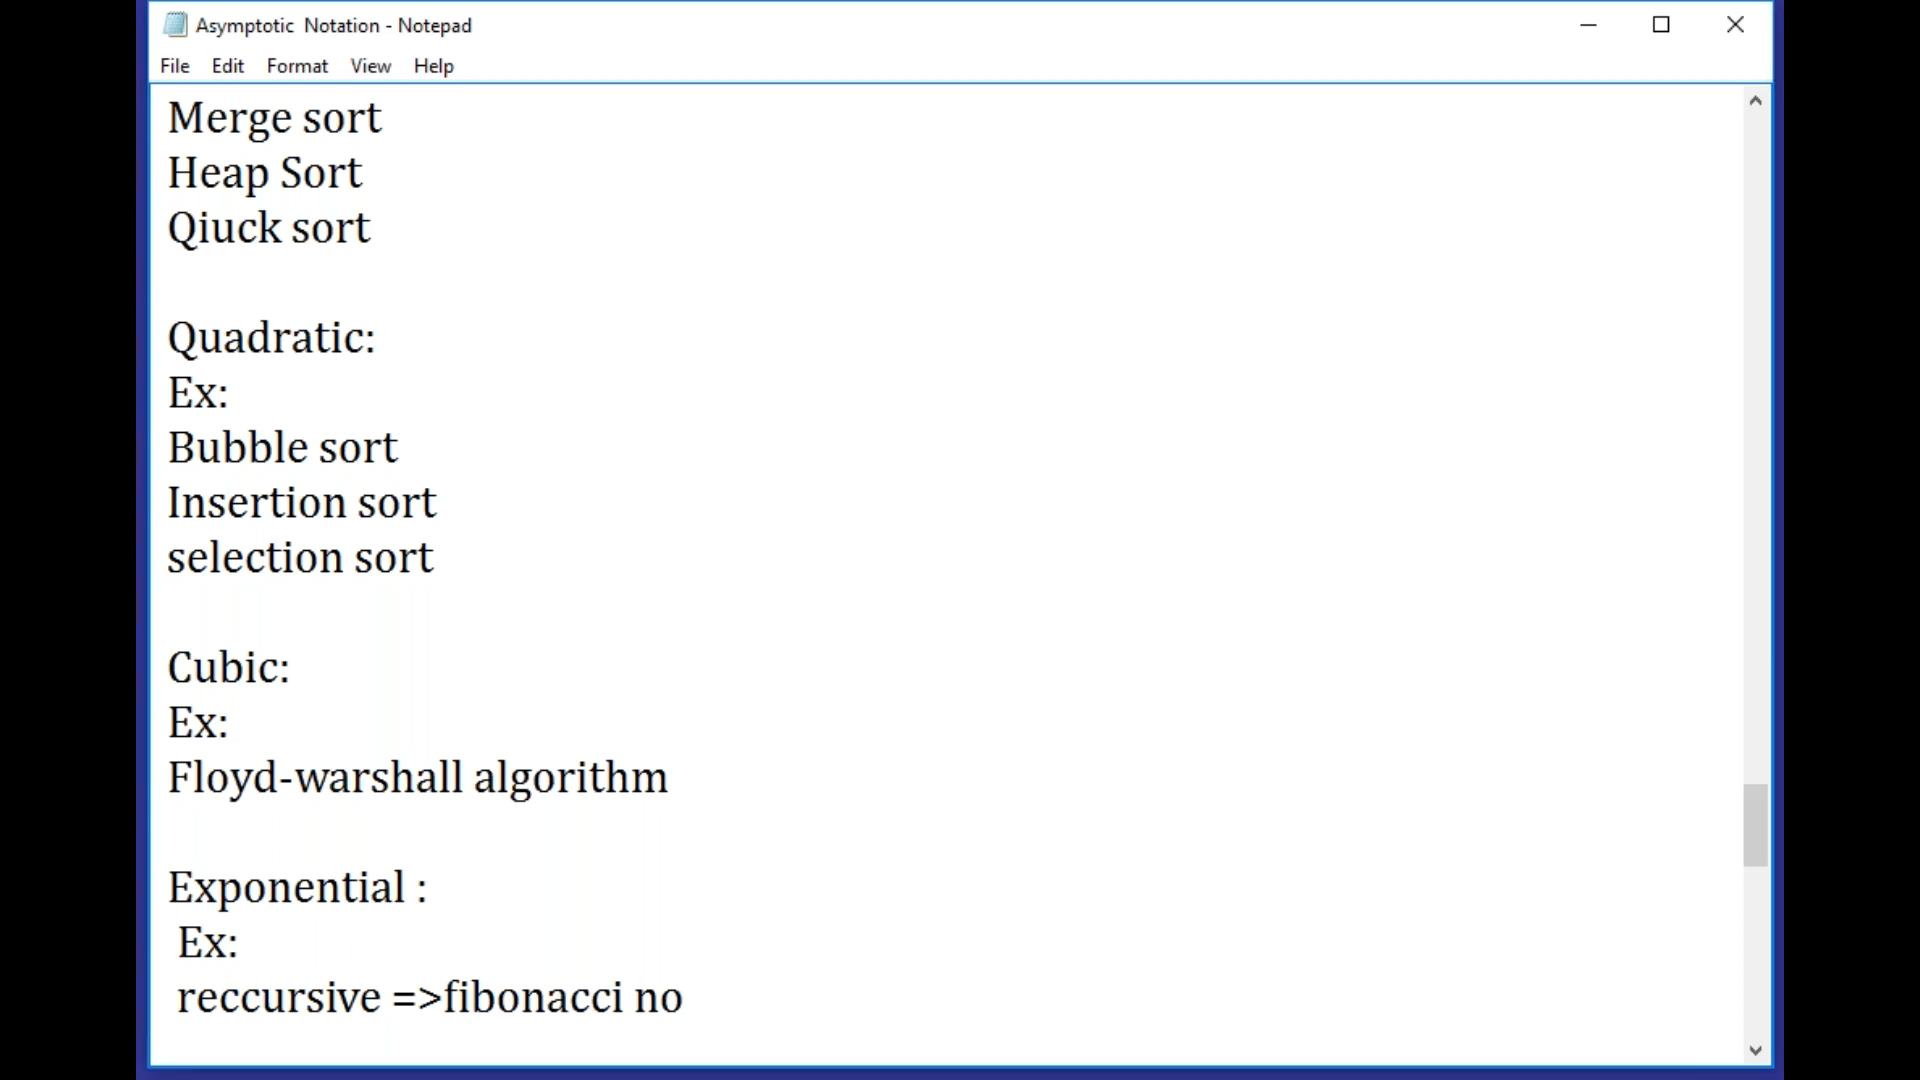 Asymptotic  Notation - Notepad
File Edit Format View Help
Merge sort
Heap Sort
Qiuck sort
Quadratic:
Ex:
Bubble sort
Insertion sort
selection sort
Cubic:
Ex:
Floyd-warshall algorithm
Exponential :
Ex:
reccursive =>fibonacci no